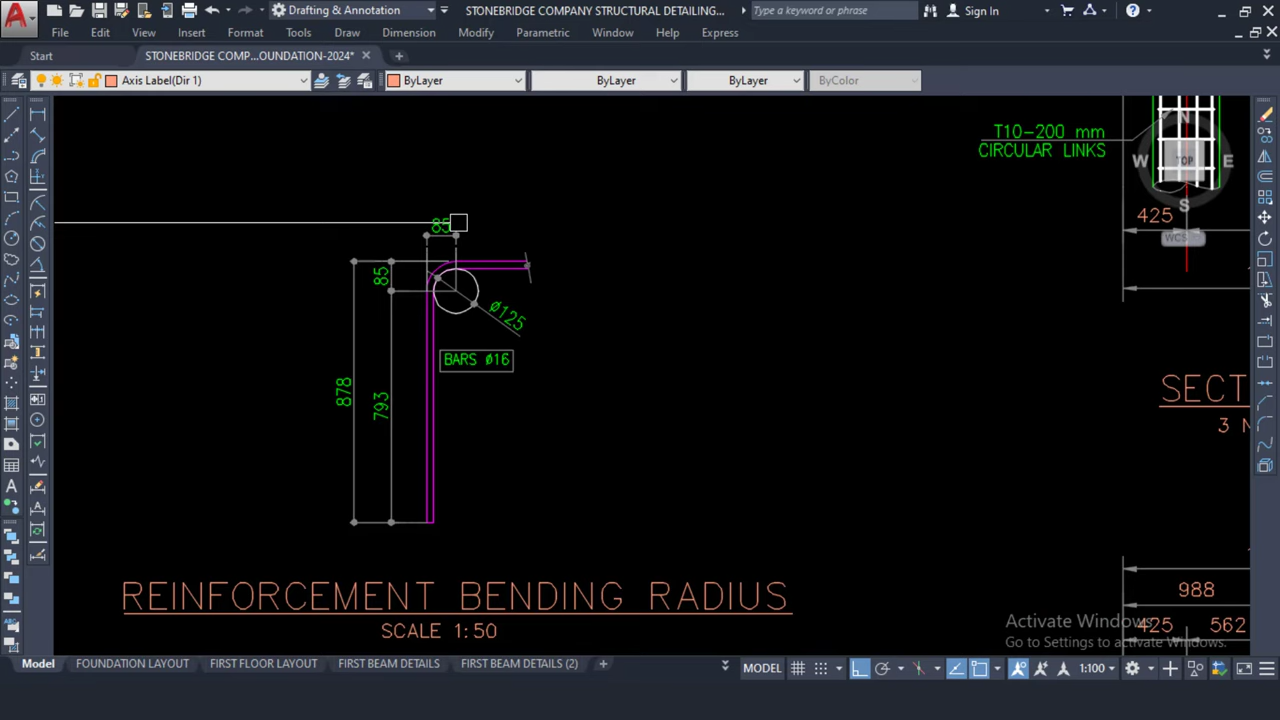 Drafting & Annotation
STONEBRIDGE COMPANY STRUCTURAL DETAILING...
Type a keyword or phrase
Sign In
File Edit View Insert Format Tools Draw Dimension Modify Parametric Window Help Express
Start
STONEBRIDGE COMP...OUNDATION-2024*
Axis Label(Dir 1)
ByLayer
ByLayer
ByLayer
ByColor
T10-200 mm
CIRCULAR LINKS
N
W
TOP
E
S
WCS
425
85
85
Ø125
BARS Ø16
878
793
SECT
3 N
REINFORCEMENT BENDING RADIUS
SCALE 1:50
988
425
562
Activate Windows
Go to Settings to activate Windows.
Model
FOUNDATION LAYOUT
FIRST FLOOR LAYOUT
FIRST BEAM DETAILS
FIRST BEAM DETAILS (2)
MODEL
1:100